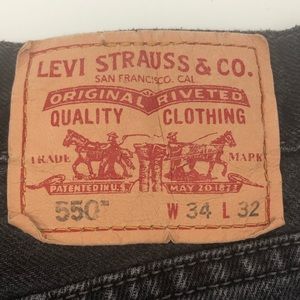 LEVI STRAUSS & CO.
SAN FRANCISCO, CAL
ORIGINAL RIVETED
QUALITY CLOTHING
TRADE MARK
PATENTED IN U.S. MAY 20 1873
550™ W 34 L 32